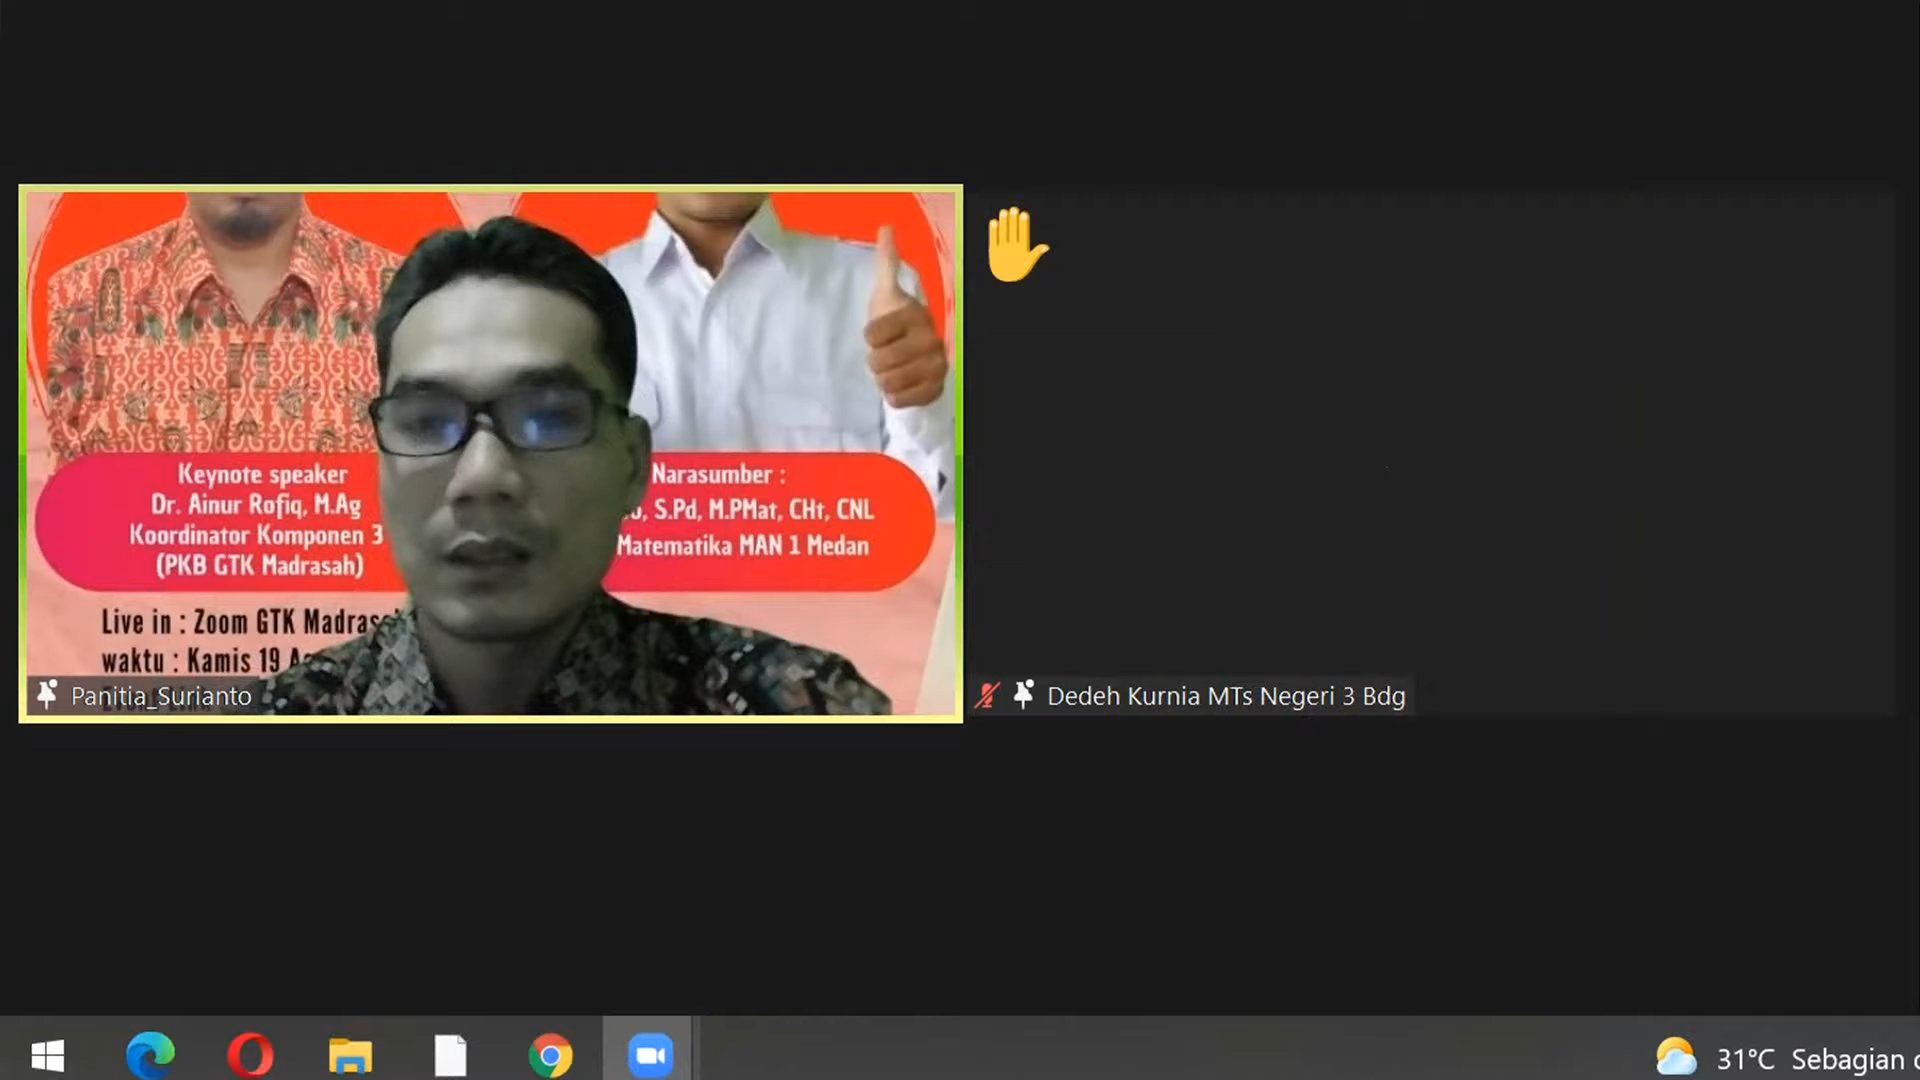 Keynote speaker
Dr. Ainur Rofiq, M.Ag
Koordinator Komponen 3
(PKB GTK Madrasah)
Narasumber :
S.Pd, M.PMat, CHt, CNL
Matematika MAN 1 Medan
Live in : Zoom GTK
waktu : Kamis 19
Panitia_Surianto
Dedeh Kurnia MTs Negeri 3 Bdg
31°C Sebagian